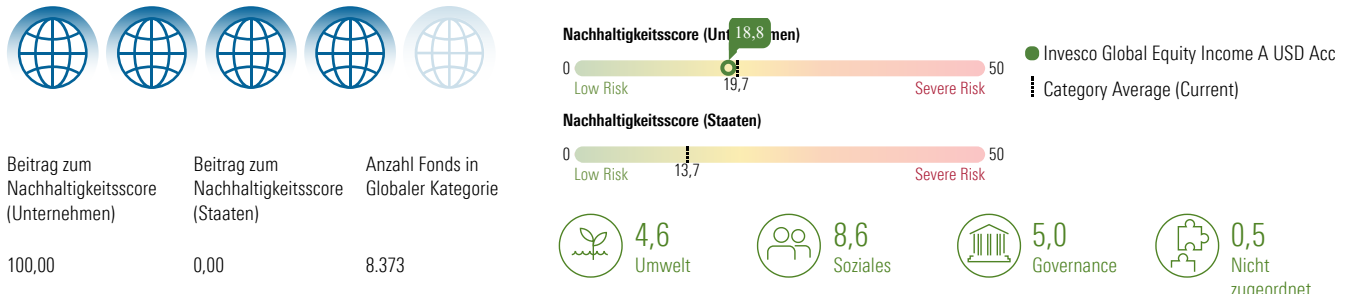 Beitrag zum
Nachhaltigkeitsscore
(Unternehmen)
100,00
Beitrag zum
Nachhaltigkeitsscore
(Staaten)
0,00
Anzahl Fonds in
Globaler Kategorie
8.373
Nachhaltigkeitsscore (Unt men)
18,8
0 50
Low Risk 19,7 Severe Risk
Nachhaltigkeitsscore (Staaten)
0 50
Low Risk 13,7 Severe Risk
Invesco Global Equity Income A USD Acc
Category Average (Current)
4,6
Umwelt
8,6
Soziales
5,0
Governance
0,5
Nicht
zugeordnet